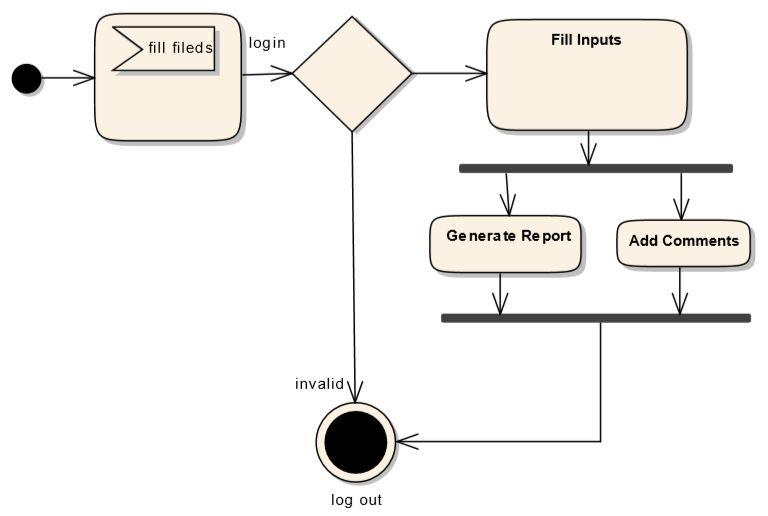 fill fileds
login
Fill Inputs
Generate Report
Add Comments
invalid
log out